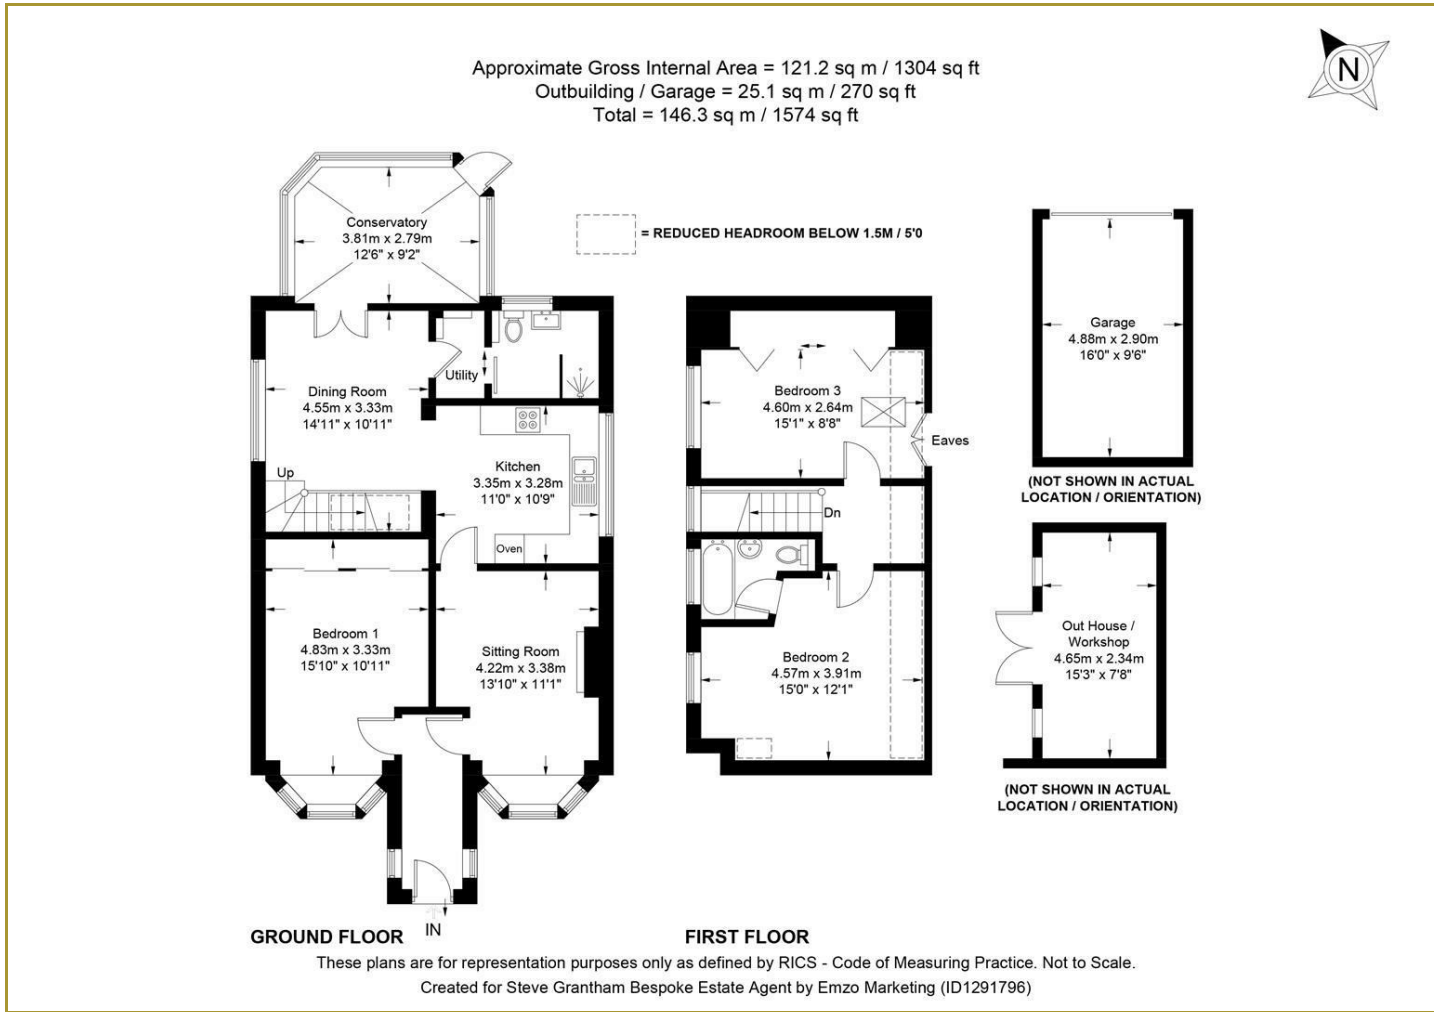 Approximate Gross Internal Area = 121.2 sq m / 1304 sq ft
Outbuilding / Garage = 25.1 sq m / 270 sq ft
Total = 146.3 sq m / 1574 sq ft
N
= REDUCED HEADROOM BELOW 1.5M / 5'0
Conservatory
3.81m x 2.79m
12'6" x 9'2"
Utility
Dining Room
4.55m x 3.33m
14'11" x 10'11"
Up
Kitchen
3.35m x 3.28m
11'0" x 10'9"
Oven
Bedroom 1
4.83m x 3.33m
15'10" x 10'11"
Sitting Room
4.22m x 3.38m
13'10" x 11'1"
IN
GROUND FLOOR
Bedroom 3
4.60m x 2.64m
15'1" x 8'8"
Eaves
Dn
Bedroom 2
4.57m x 3.91m
15'0" x 12'1"
FIRST FLOOR
Garage
4.88m x 2.90m
16'0" x 9'6"
(NOT SHOWN IN ACTUAL
LOCATION / ORIENTATION)
Out House /
Workshop
4.65m x 2.34m
15'3" x 7'8"
(NOT SHOWN IN ACTUAL
LOCATION / ORIENTATION)
These plans are for representation purposes only as defined by RICS - Code of Measuring Practice. Not to Scale.
Created for Steve Grantham Bespoke Estate Agent by Emzo Marketing (ID1291796)